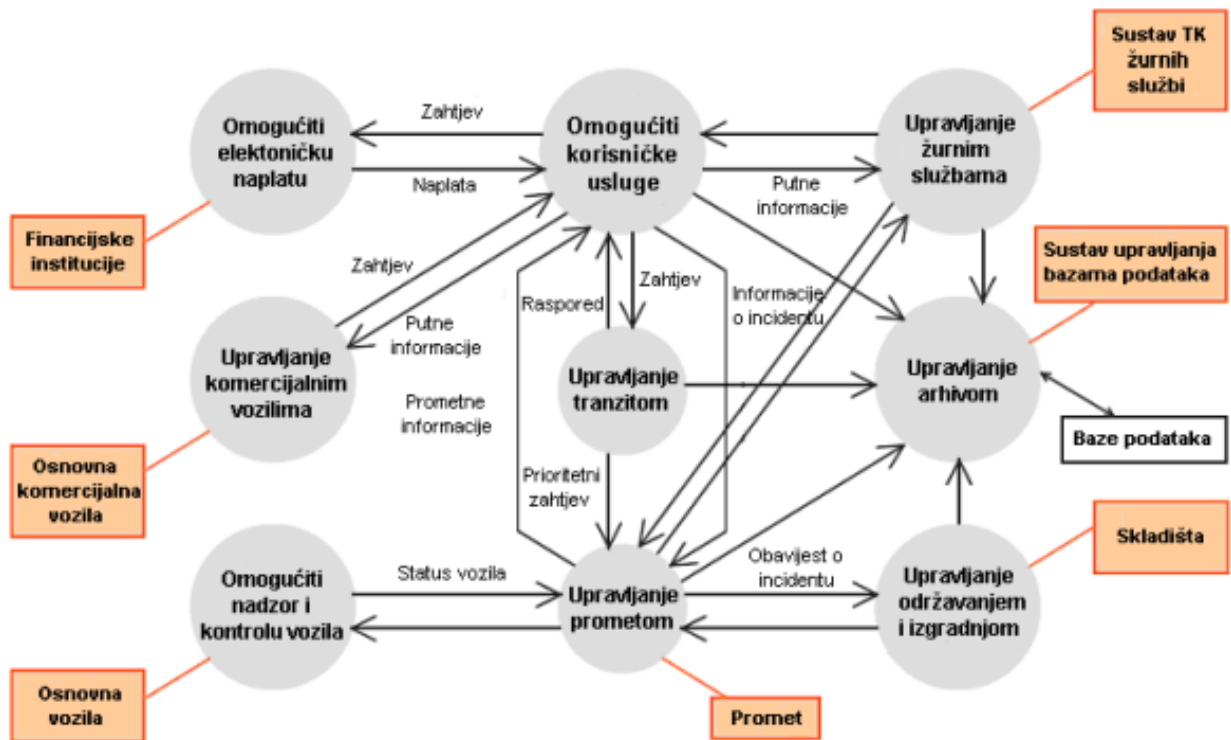 Sustav TK
žurnih
službi
Zahtjev
Omogućiti
elektoničku
naplatu
Omogućiti
korisničke
usluge
Upravljanje
žurnim
službama
Naplata
Putne
informacije
Financijske
institucije
Sustav upravljanja
bazama podataka
Zahtjev
Raspored
Zahtjev
Informacije
o incidentu
Putne
informacije
Upravljanje
komercijalnim
vozilima
Upravljanje
tranzitom
Upravljanje
arhivom
Prometne
informacije
Baze podataka
Osnovna
komercijalna
vozila
Prioritetni
zahtjev
Skladišta
Status vozila
Obavijest o
incidentu
Omogućiti
nadzor i
kontrolu vozila
Upravljanje
prometom
Upravljanje
održavanjem
i izgradnjom
Osnovna
vozila
Promet